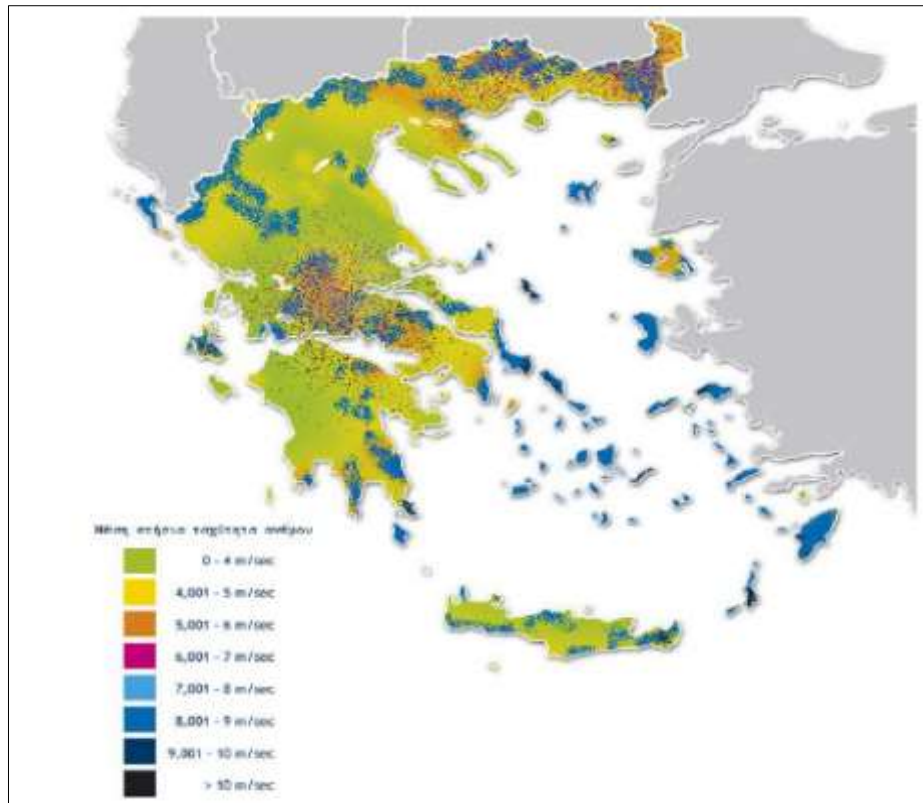 Μέση ετήσια ταχύτητα ανέμου
0 - 4 m/sec
4,001 - 5 m/sec
5,001 - 6 m/sec
6,001 - 7 m/sec
7,001 - 8 m/sec
8,001 - 9 m/sec
9,001 - 10 m/sec
> 10 m/sec